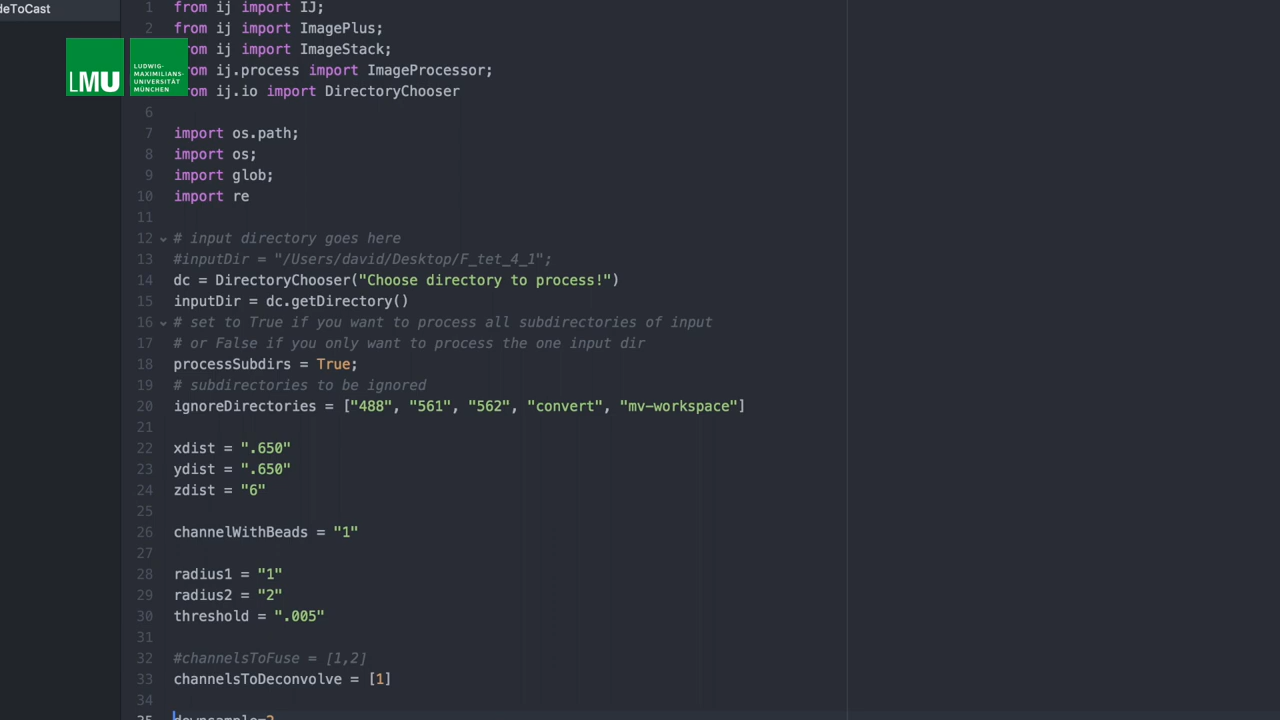 deToCast
1 from ij import IJ;
2 from ij import ImagePlus;
3 from ij import ImageStack;
from ij.process import ImageProcessor;
from ij.io import DirectoryChooser
LMU
LUDWIG-
MAXIMILIANS-
UNIVERSITÄT
MÜNCHEN
6
7 import os.path;
8 import os;
9 import glob;
10 import re
11
12 # input directory goes here
13 #inputDir = "/Users/david/Desktop/F_tet_4_1";
14 dc = DirectoryChooser("Choose directory to process!")
15 inputDir = dc.getDirectory()
16 # set to True if you want to process all subdirectories of input
17 # or False if you only want to process the one input dir
18 processSubdirs = True;
19 # subdirectories to be ignored
20 ignoreDirectories = ["488", "561", "562", "convert", "mv-workspace"]
21
22 xdist = ".650"
23 ydist = ".650"
24 zdist = "6"
25
26 channelWithBeads = "1"
27
28 radius1 = "1"
29 radius2 = "2"
30 threshold = ".005"
31
32 #channelsToFuse = [1,2]
33 channelsToDeconvolve = [1]
34
35 downsample=2